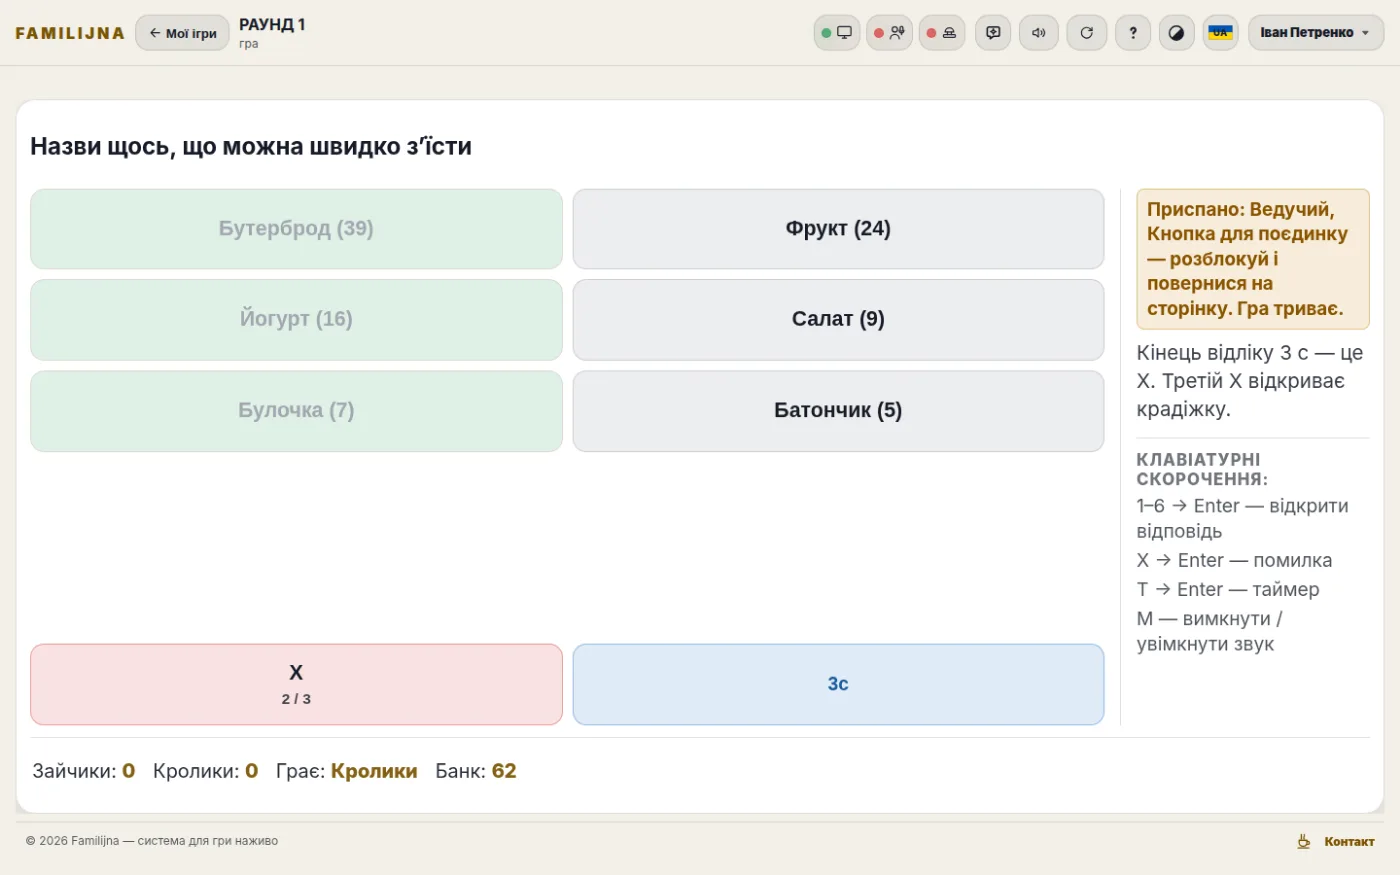 FAMILIJNA
← Мої ігри
РАУНД 1
гра
?
UA
Іван Петренко
Назви щось, що можна швидко з’їсти
Бутерброд (39)
Фрукт (24)
Йогурт (16)
Салат (9)
Булочка (7)
Батончик (5)
X
2 / 3
3с
Приспано: Ведучий,
Кнопка для поєдинку
— розблокуй і
повернися на
сторінку. Гра триває.
Кінець відліку 3 с — це
X. Третій X відкриває
крадіжку.
КЛАВІАТУРНІ
СКОРОЧЕННЯ:
1–6 → Enter — відкрити
відповідь
X → Enter — помилка
T → Enter — таймер
M — вимкнути /
увімкнути звук
Зайчики: 0 Кролики: 0 Грає: Кролики Банк: 62
© 2026 Familijna — система для гри наживо
Контакт